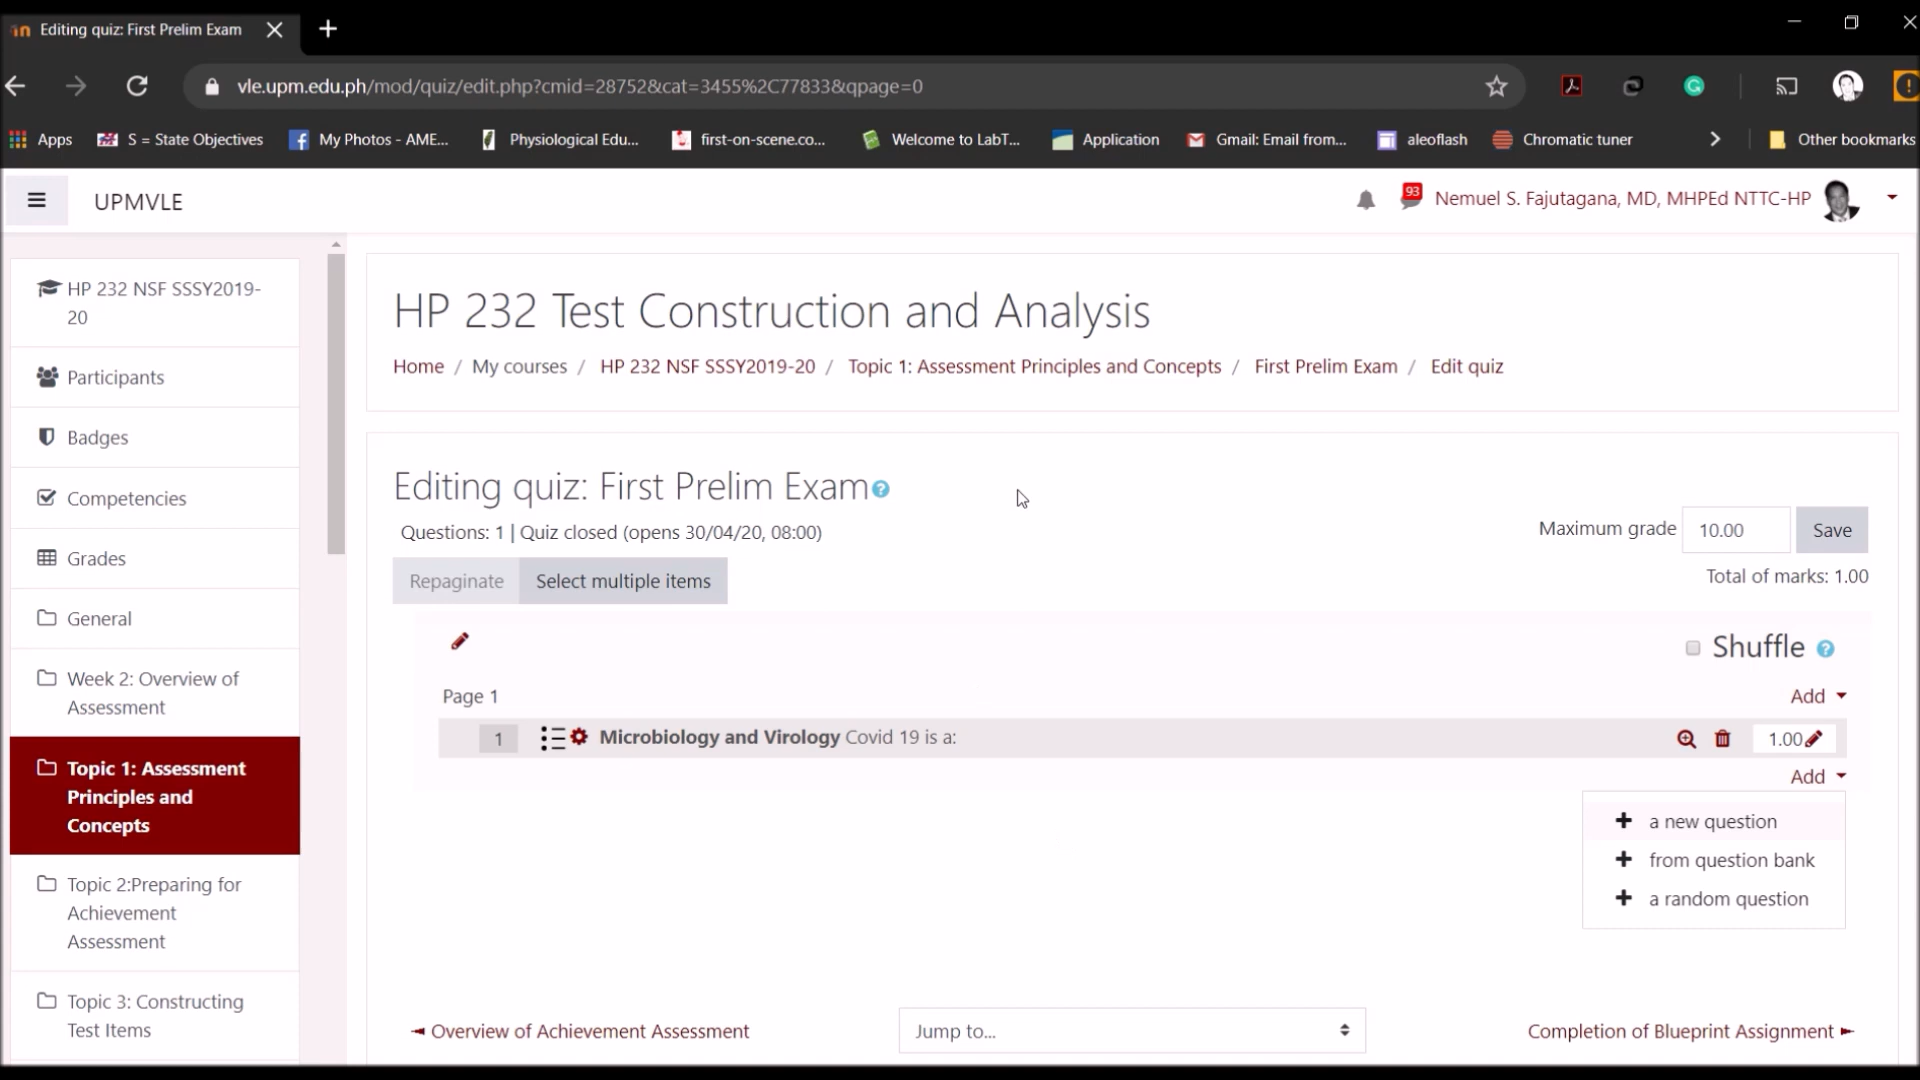 Editing quiz: First Prelim Exam
vle.upm.edu.ph/mod/quiz/edit.php?cmid=28752&cat=3455%2C77833&qpage=0
Apps S = State Objectives My Photos - AME... Physiological Edu... first-on-scene.co... Welcome to LabT... Application Gmail: Email from... aleoflash Chromatic tuner Other bookmarks
UPMVLE
93 Nemuel S. Fajutagana, MD, MHPEd NTTC-HP
HP 232 NSF SSSY2019-
20
Participants
Badges
Competencies
Grades
General
Week 2: Overview of
Assessment
Topic 1: Assessment
Principles and
Concepts
Topic 2:Preparing for
Achievement
Assessment
Topic 3: Constructing
Test Items
HP 232 Test Construction and Analysis
Home / My courses / HP 232 NSF SSSY2019-20 / Topic 1: Assessment Principles and Concepts / First Prelim Exam / Edit quiz
Editing quiz: First Prelim Exam
Questions: 1 | Quiz closed (opens 30/04/20, 08:00)
Maximum grade 10.00 Save
Total of marks: 1.00
Repaginate Select multiple items
Shuffle
Page 1
Add
1 Microbiology and Virology Covid 19 is a: 1.00
Add
a new question
from question bank
a random question
Overview of Achievement Assessment
Jump to...
Completion of Blueprint Assignment